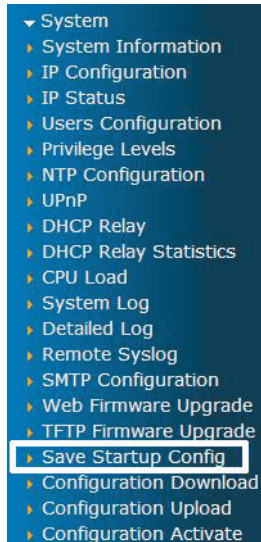 System
System Information
IP Configuration
IP Status
Users Configuration
Privilege Levels
NTP Configuration
UPnP
DHCP Relay
DHCP Relay Statistics
CPU Load
System Log
Detailed Log
Remote Syslog
SMTP Configuration
Web Firmware Upgrade
TFTP Firmware Upgrade
Save Startup Config
Configuration Download
Configuration Upload
Configuration Activate